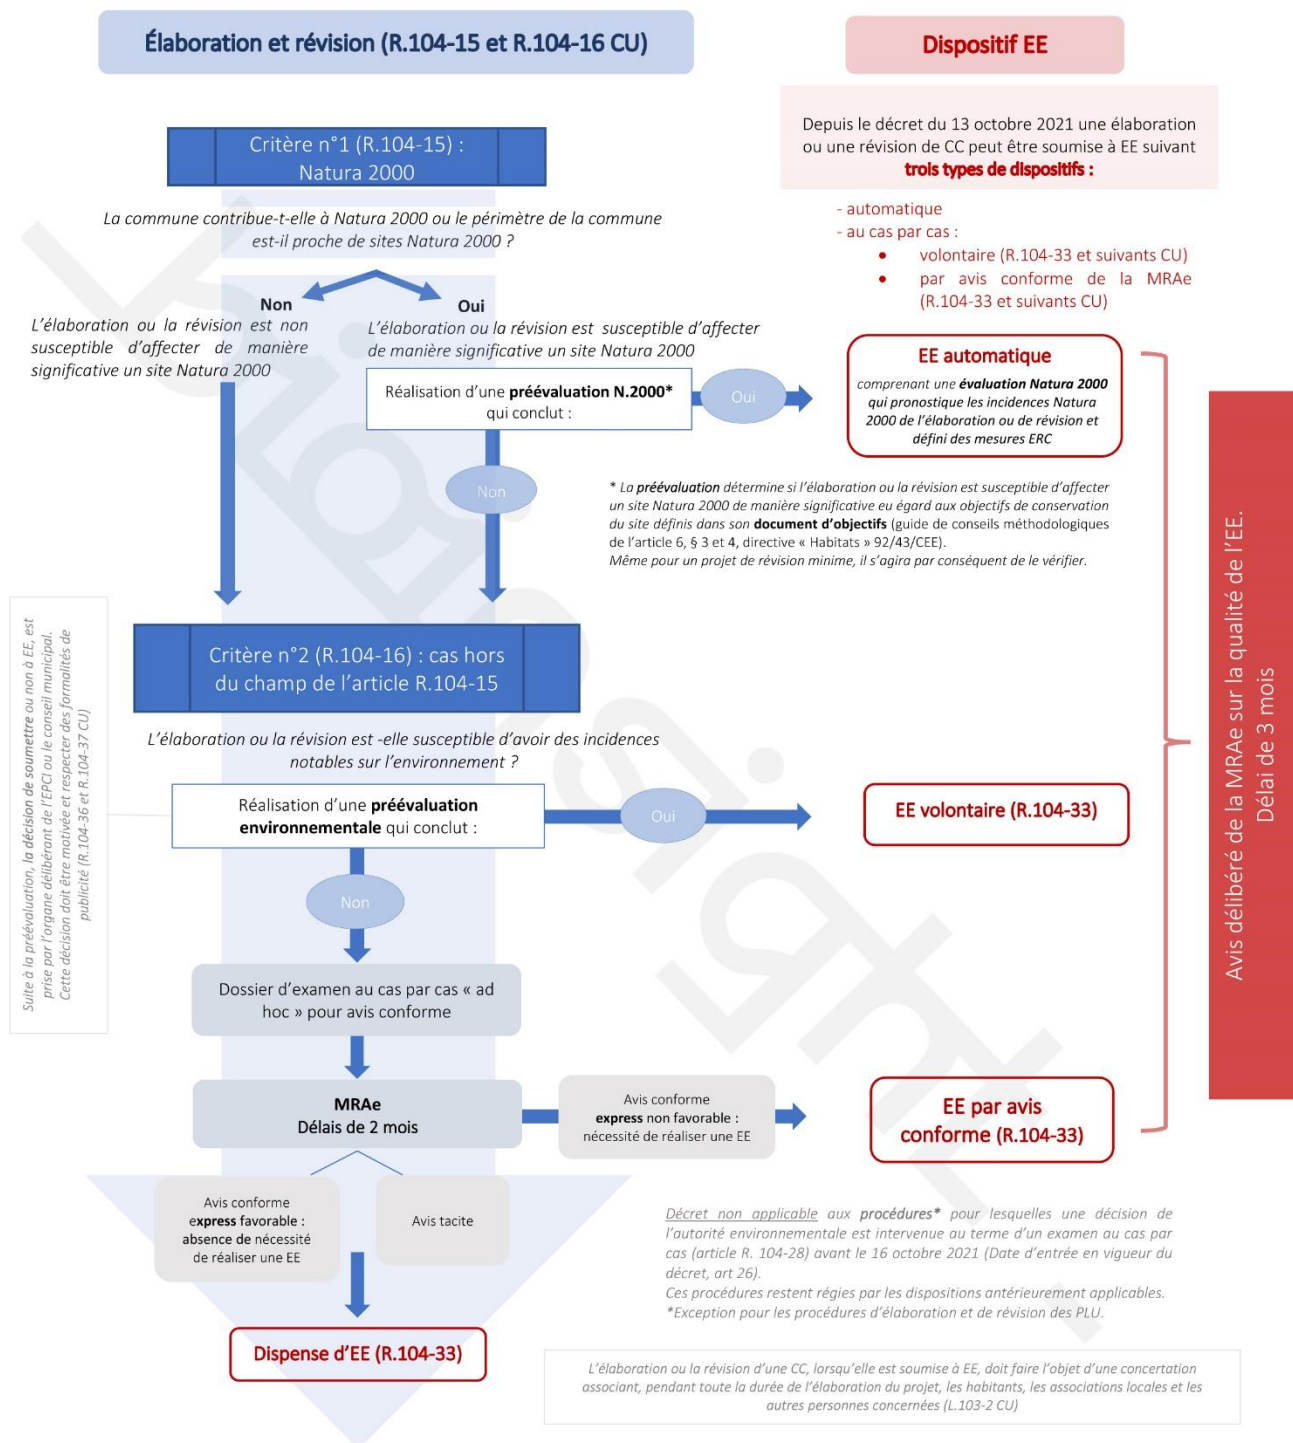 Élaboration et révision (R.104-15 et R.104-16 CU)
Dispositif EE
Depuis le décret du 13 octobre 2021 une élaboration
ou une révision de CC peut être soumise à EE suivant
trois types de dispositifs :
- automatique
- au cas par cas :
• volontaire (R.104-33 et suivants CU)
• par avis conforme de la MRAe
(R.104-33 et suivants CU)
Critère n°1 (R.104-15) :
Natura 2000
La commune contribue-t-elle à Natura 2000 ou le périmètre de la commune
est-il proche de sites Natura 2000 ?
Non
L'élaboration ou la révision est non
susceptible d'affecter de manière
significative un site Natura 2000
Oui
L'élaboration ou la révision est susceptible d'affecter
de manière significative un site Natura 2000
Réalisation d'une préévaluation N.2000*
qui conclut :
Oui
EE automatique
comprenant une évaluation Natura 2000
qui pronostique les incidences Natura
2000 de l'élaboration ou de révision et
défini des mesures ERC
Non
* La préévaluation détermine si l'élaboration ou la révision est susceptible d'affecter
un site Natura 2000 de manière significative eu égard aux objectifs de conservation
du site définis dans son document d'objectifs (guide de conseils méthodologiques
de l'article 6, § 3 et 4, directive « Habitats » 92/43/CEE).
Même pour un projet de révision minime, il s'agira par conséquent de le vérifier.
Critère n°2 (R.104-16) : cas hors
du champ de l'article R.104-15
L'élaboration ou la révision est -elle susceptible d'avoir des incidences
notables sur l'environnement ?
Réalisation d'une préévaluation
environnementale qui conclut :
Oui
EE volontaire (R.104-33)
Suite à la préévaluation, la décision de soumettre ou non à EE, est
prise par l'organe délibérant de l'EPCI ou le conseil municipal.
Cette décision doit être motivée et respecter des formalités de
publicité (R.104-36 et R.104-37 CU)
Non
Dossier d'examen au cas par cas « ad
hoc » pour avis conforme
MRAe
Délais de 2 mois
Avis conforme
express non favorable :
nécessité de réaliser une EE
EE par avis
conforme (R.104-33)
Avis conforme
express favorable :
absence de nécessité
de réaliser une EE
Avis tacite
Dispense d'EE (R.104-33)
Avis délibéré de la MRAe sur la qualité de l'EE.
Délai de 3 mois
Décret non applicable aux procédures* pour lesquelles une décision de
l'autorité environnementale est intervenue au terme d'un examen au cas par
cas (article R. 104-28) avant le 16 octobre 2021 (Date d'entrée en vigueur du
décret, art 26).
Ces procédures restent régies par les dispositions antérieurement applicables.
*Exception pour les procédures d'élaboration et de révision des PLU.
L'élaboration ou la révision d'une CC, lorsqu'elle est soumise à EE, doit faire l'objet d'une concertation
associant, pendant toute la durée de l'élaboration du projet, les habitants, les associations locales et les
autres personnes concernées (L.103-2 CU)